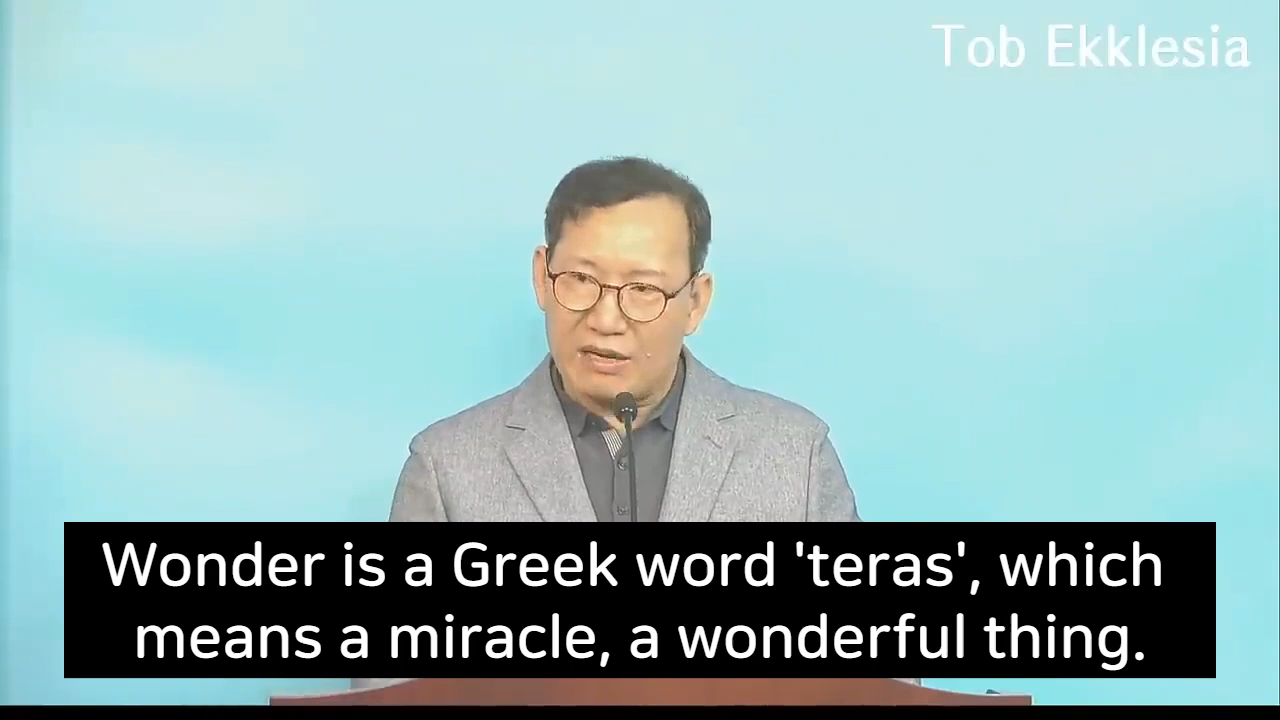 Tob Ekklesia
Wonder is a Greek word 'teras', which
means a miracle, a wonderful thing.